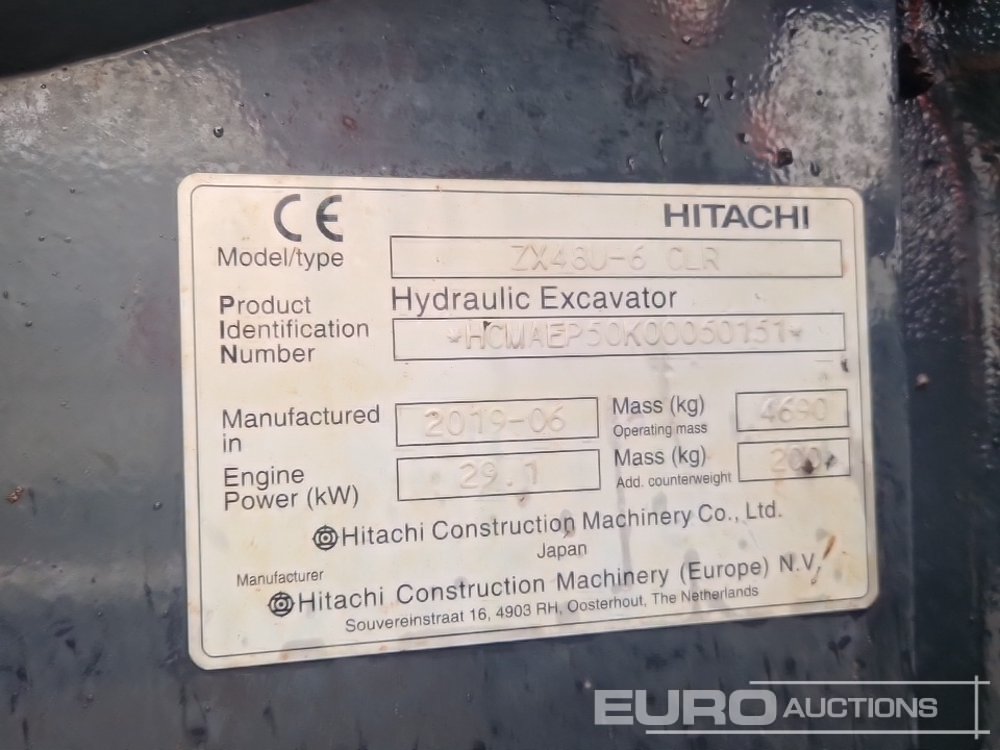 CE HITACHI
Model/type ZX48U-6 CLR
Product Hydraulic Excavator
Identification *HCMAEP50K00050151*
Number
Manufactured in 2019-06 Mass (kg) Operating mass 4690
Engine Power (kW) 29.1 Mass (kg) Add. counterweight 200
Hitachi Construction Machinery Co., Ltd.
Japan
Manufacturer
Hitachi Construction Machinery (Europe) N.V.
Souvereinstraat 16, 4903 RH, Oosterhout, The Netherlands
EURO AUCTIONS